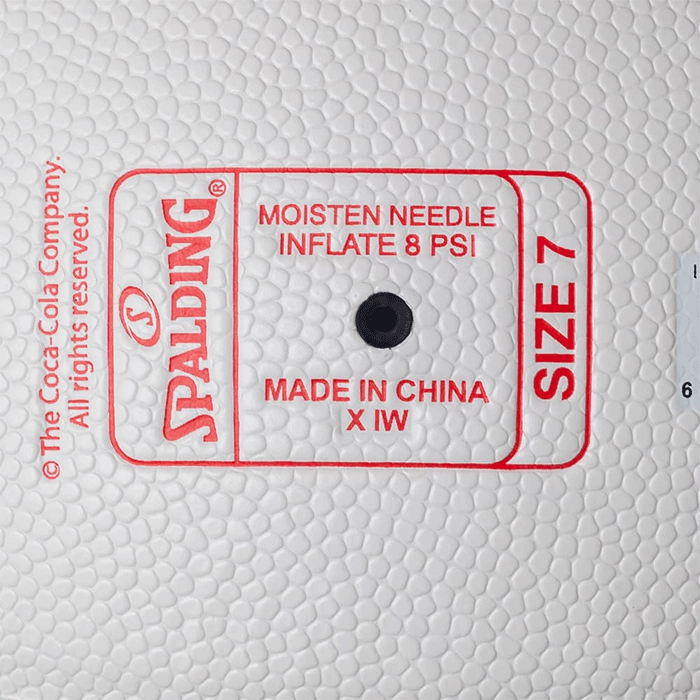 © The Coca-Cola Company.
All rights reserved.
S
SPALDING®
MOISTEN NEEDLE
INFLATE 8 PSI
MADE IN CHINA
X IW
SIZE 7
6